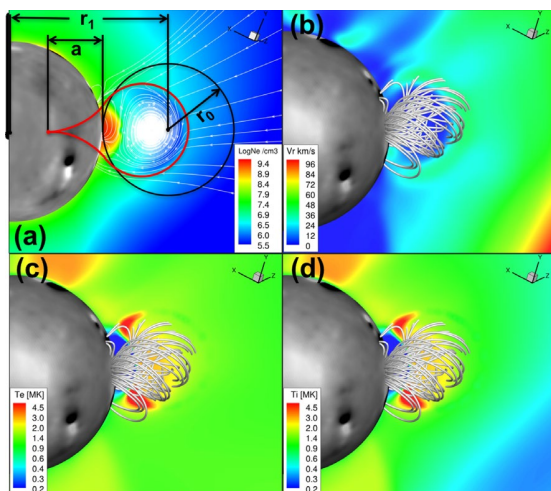 r1
a
r0
X
Y
Z
LogNe /cm3
9.4
8.9
8.4
7.9
7.4
6.9
6.5
6.0
5.5
(a)
(b)
X
Y
Z
Vr km/s
96
84
72
60
48
36
24
12
0
(c)
X
Y
Z
Te [MK]
4.5
3.0
2.0
1.4
0.9
0.6
0.4
0.3
0.2
(d)
X
Y
Z
Ti [MK]
4.5
3.0
2.0
1.4
0.9
0.6
0.4
0.3
0.2